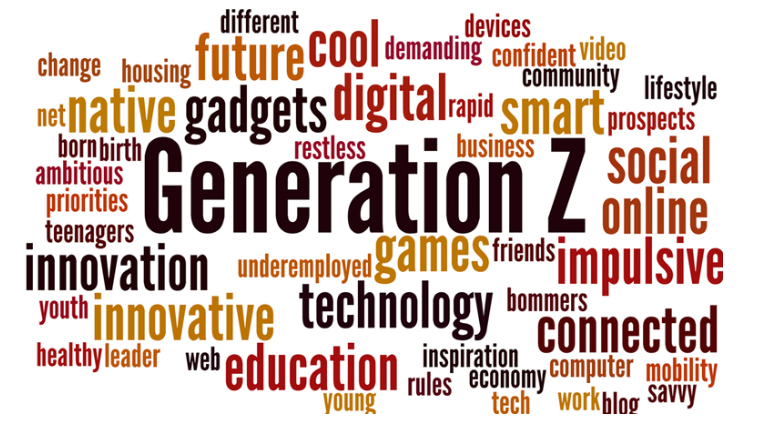 different
devices
cool
demanding
confident
video
future
change
housing
community
lifestyle
net
native
gadgets
digital
rapid
smart
prospects
born
birth
restless
business
social
ambitious
Generation Z
priorities
online
teenagers
innovation
underemployed
games
friends
impulsive
youth
innovative
technology
bommers
connected
healthy
leader
web
education
inspiration
economy
computer
mobility
rules
savvy
young
tech
work
blog